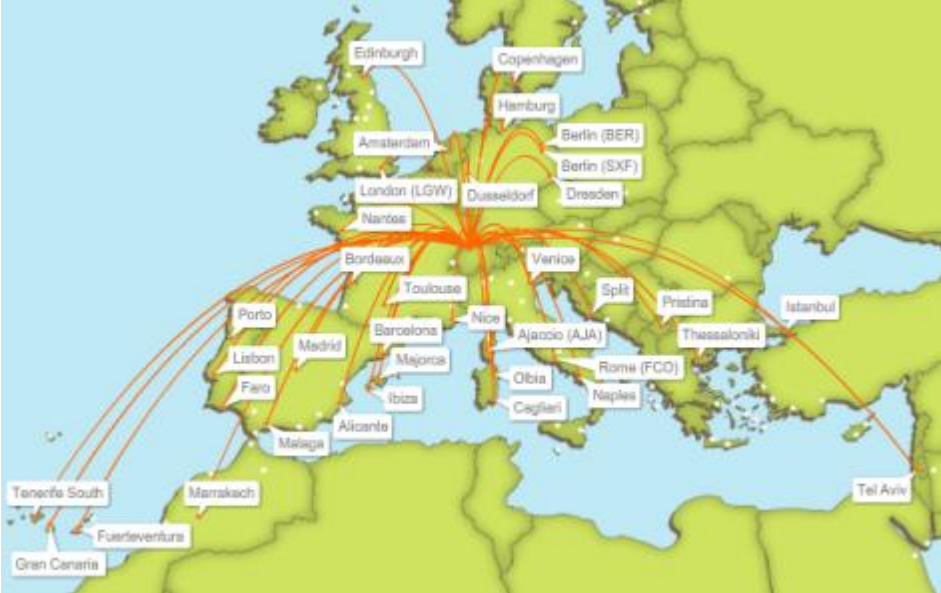 Edinburgh
Copenhagen
Hamburg
Berlin (BER)
Amsterdam
Berlin (SXF)
London (LGW)
Dusseldorf
Dresden
Nantes
Bordeaux
Venice
Toulouse
Split
Pristina
Istanbul
Porto
Nice
Barcelona
Ajaccio (AJA)
Thessaloniki
Madrid
Lisbon
Majorca
Rome (FCO)
Olbia
Faro
Ibiza
Naples
Cagliari
Alicante
Malaga
Tenerife South
Marrakech
Tel Aviv
Fuerteventura
Gran Canaria